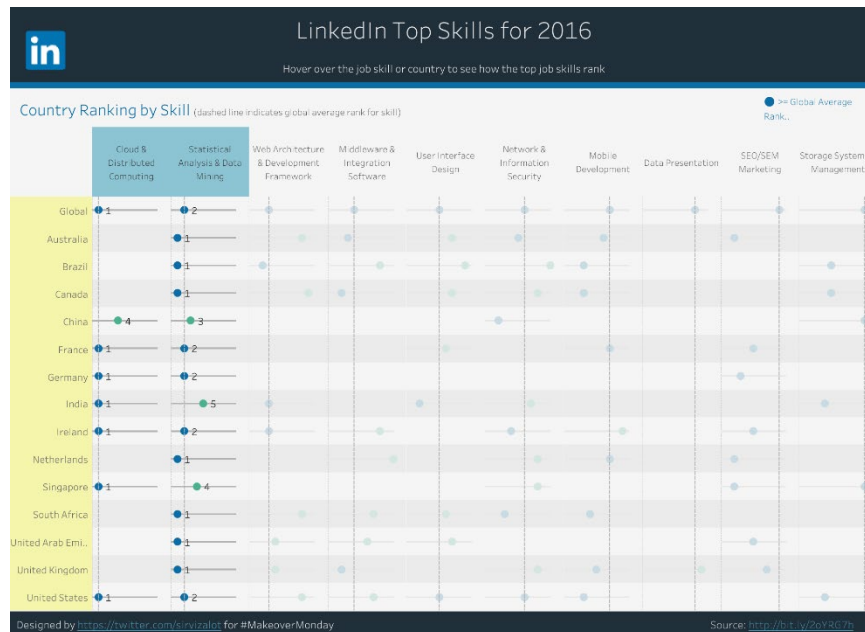 in
LinkedIn Top Skills for 2016
Hover over the job skill or country to see how the top job skills rank
>= Global Average
Rank..
Country Ranking by Skill (dashed line indicates global average rank for skill)
Cloud &
Distributed
Computing
Statistical
Analysis & Data
Mining
Web Architecture
& Development
Framework
Middleware &
Integration
Software
User Interface
Design
Network &
Information
Security
Mobile
Development
Data Presentation
SEO/SEM
Marketing
Storage System
Management
Global 1 2
Australia 1
Brazil 1
Canada 1
China 4 3
France 1 2
Germany 1 2
India 1 5
Ireland 1 2
Netherlands 1
Singapore 1 4
South Africa 1
United Arab Emi.. 1
United Kingdom 1
United States 1 2
Designed by https://twitter.com/sirvizalot for #MakeoverMonday
Source: http://bit.ly/2oYRG7h